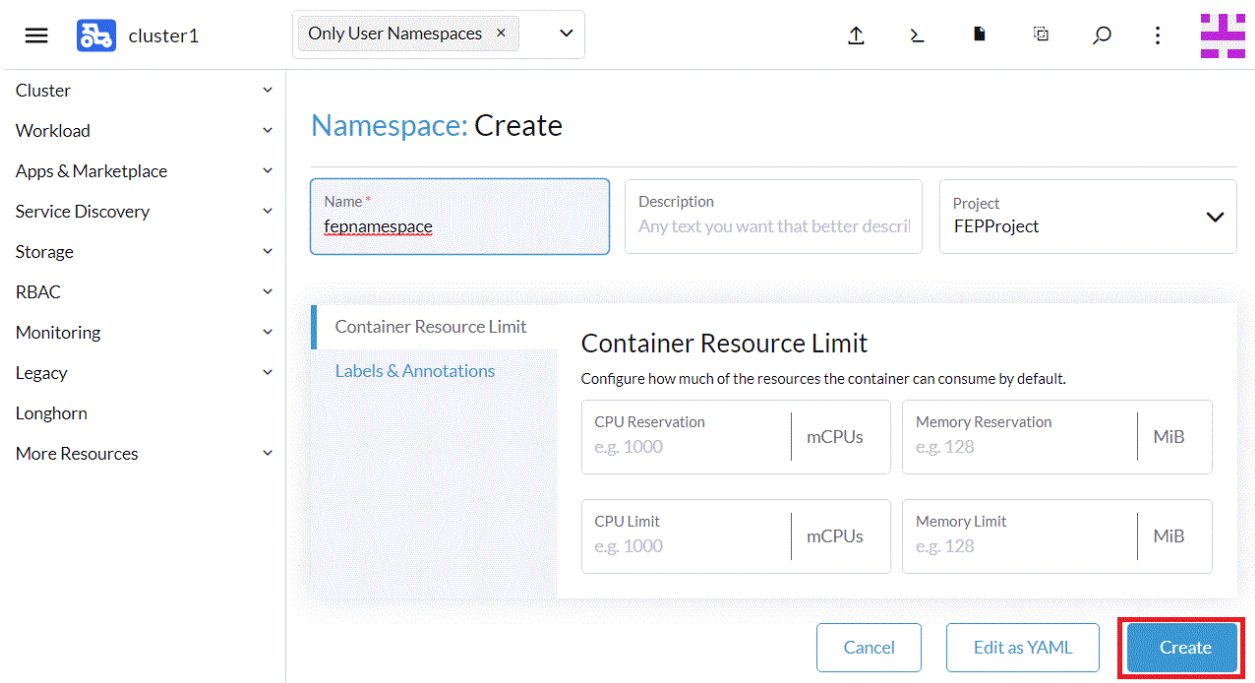 cluster1
Only User Namespaces ×
Cluster
Workload
Apps & Marketplace
Service Discovery
Storage
RBAC
Monitoring
Legacy
Longhorn
More Resources
Namespace: Create
Name *
fepnamespace
Description
Any text you want that better descri
Project
FEPProject
Container Resource Limit
Labels & Annotations
Container Resource Limit
Configure how much of the resources the container can consume by default.
CPU Reservation
e.g. 1000
mCPUs
Memory Reservation
e.g. 128
MiB
CPU Limit
e.g. 1000
mCPUs
Memory Limit
e.g. 128
MiB
Cancel
Edit as YAML
Create